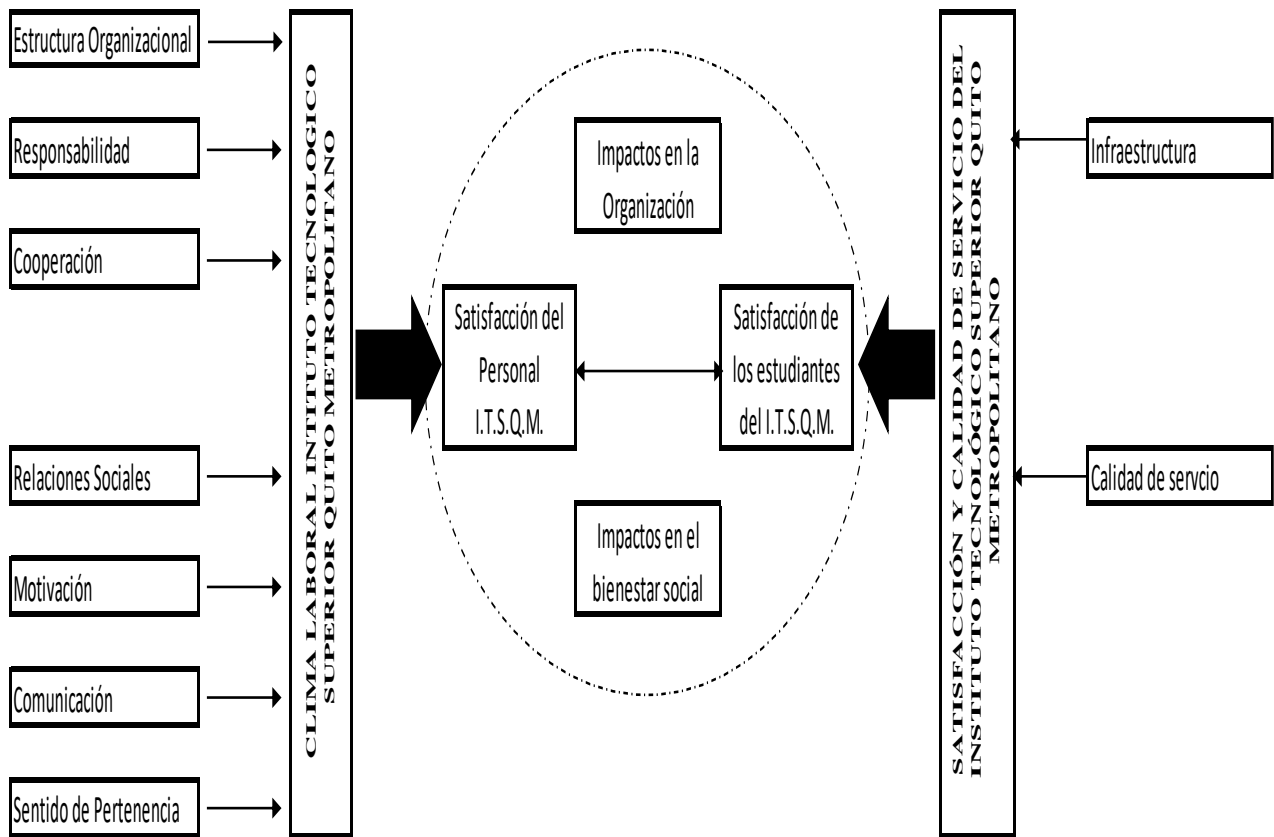 Estructura Organizacional
Responsabilidad
Cooperación
Relaciones Sociales
Motivación
Comunicación
Sentido de Pertenencia
CLIMA LABORAL INTITUTO TECNOLOGICO
SUPERIOR QUITO METROPOLITANO
Impactos en la
Organización
Satisfacción del
Personal
I.T.S.Q.M.
Satisfacción de
los estudiantes
del I.T.S.Q.M.
Impactos en el
bienestar social
SATISFACCIÓN Y CALIDAD DE SERVICIO DEL
INSTITUTO TECNOLÓGICO SUPERIOR QUITO
METROPOLITANO
Infraestructura
Calidad de servcio